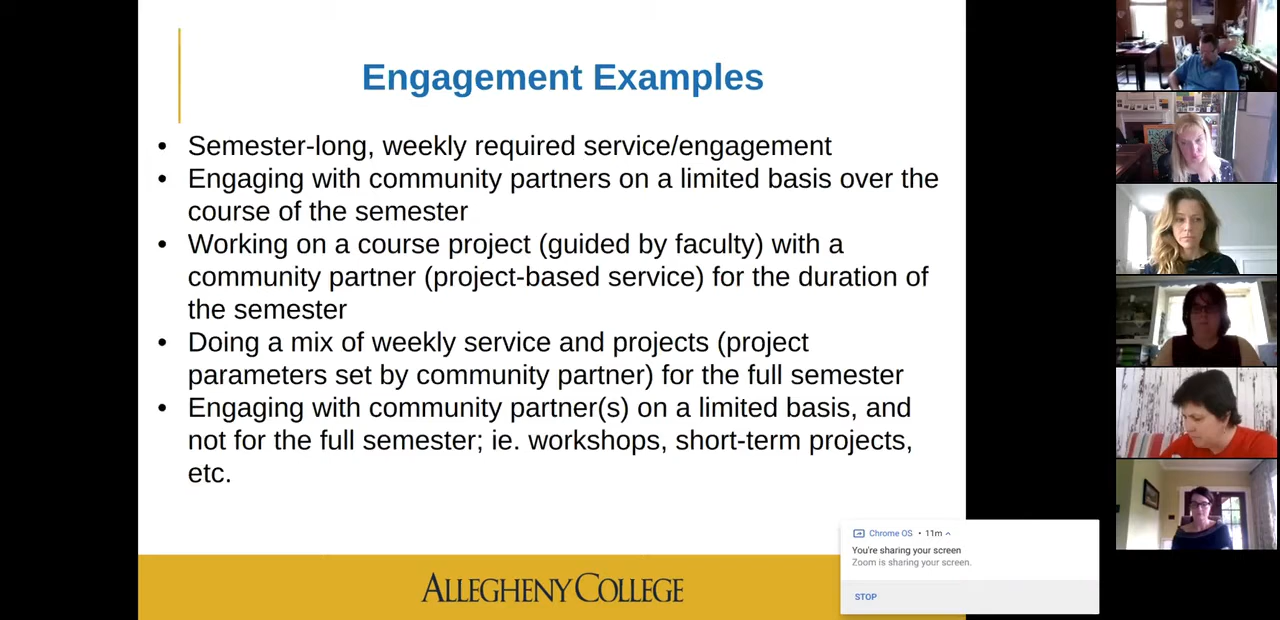 Engagement Examples
• Semester-long, weekly required service/engagement
• Engaging with community partners on a limited basis over the
course of the semester
• Working on a course project (guided by faculty) with a
community partner (project-based service) for the duration of
the semester
• Doing a mix of weekly service and projects (project
parameters set by community partner) for the full semester
• Engaging with community partner(s) on a limited basis, and
not for the full semester; ie. workshops, short-term projects,
etc.
ALLEGHENY COLLEGE
Chrome OS • 11m
You're sharing your screen
Zoom is sharing your screen.
STOP